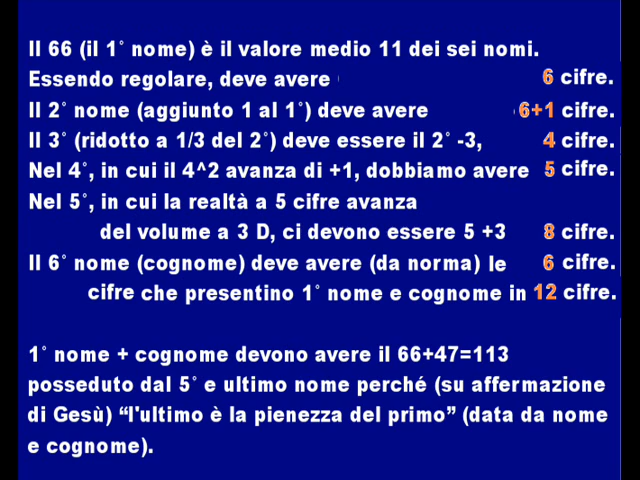 Il 66 (il 1° nome) è il valore medio 11 dei sei nomi.
Essendo regolare, deve avere 6 cifre.
Il 2° nome (aggiunto 1 al 1°) deve avere 6+1 cifre.
Il 3° (ridotto a 1/3 del 2°) deve essere il 2° -3, 4 cifre.
Nel 4°, in cui il 4^2 avanza di +1, dobbiamo avere 5 cifre.
Nel 5°, in cui la realtà a 5 cifre avanza
del volume a 3 D, ci devono essere 5 +3 8 cifre.
Il 6° nome (cognome) deve avere (da norma) le 6 cifre.
cifre che presentino 1° nome e cognome in 12 cifre.
1° nome + cognome devono avere il 66+47=113
posseduto dal 5° e ultimo nome perché (su affermazione
di Gesù) “l'ultimo è la pienezza del primo” (data da nome
e cognome).